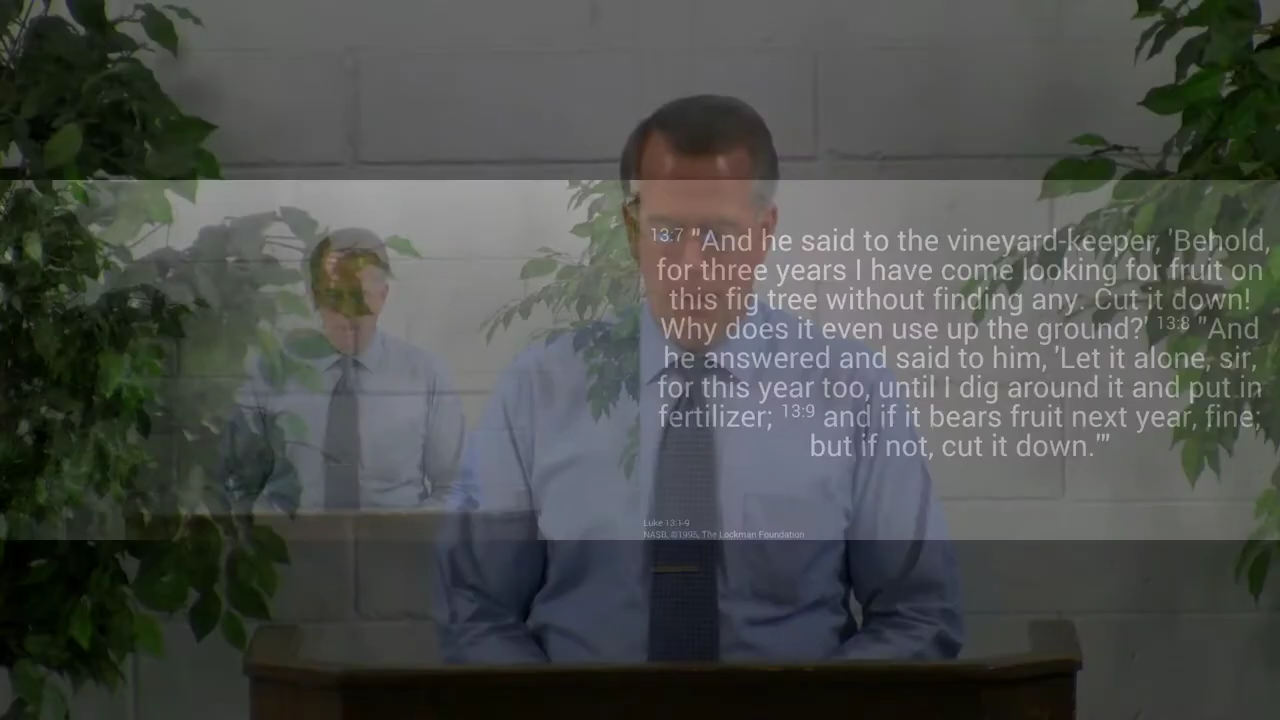 13:7 "And he said to the vineyard-keeper, 'Behold,
for three years I have come looking for fruit on
this fig tree without finding any. Cut it down!
Why does it even use up the ground?' 13:8 "And
he answered and said to him, 'Let it alone, sir,
for this year too, until I dig around it and put in
fertilizer; 13:9 and if it bears fruit next year, fine;
but if not, cut it down.'"
Luke 13:1-9
NASB, ©1995, The Lockman Foundation